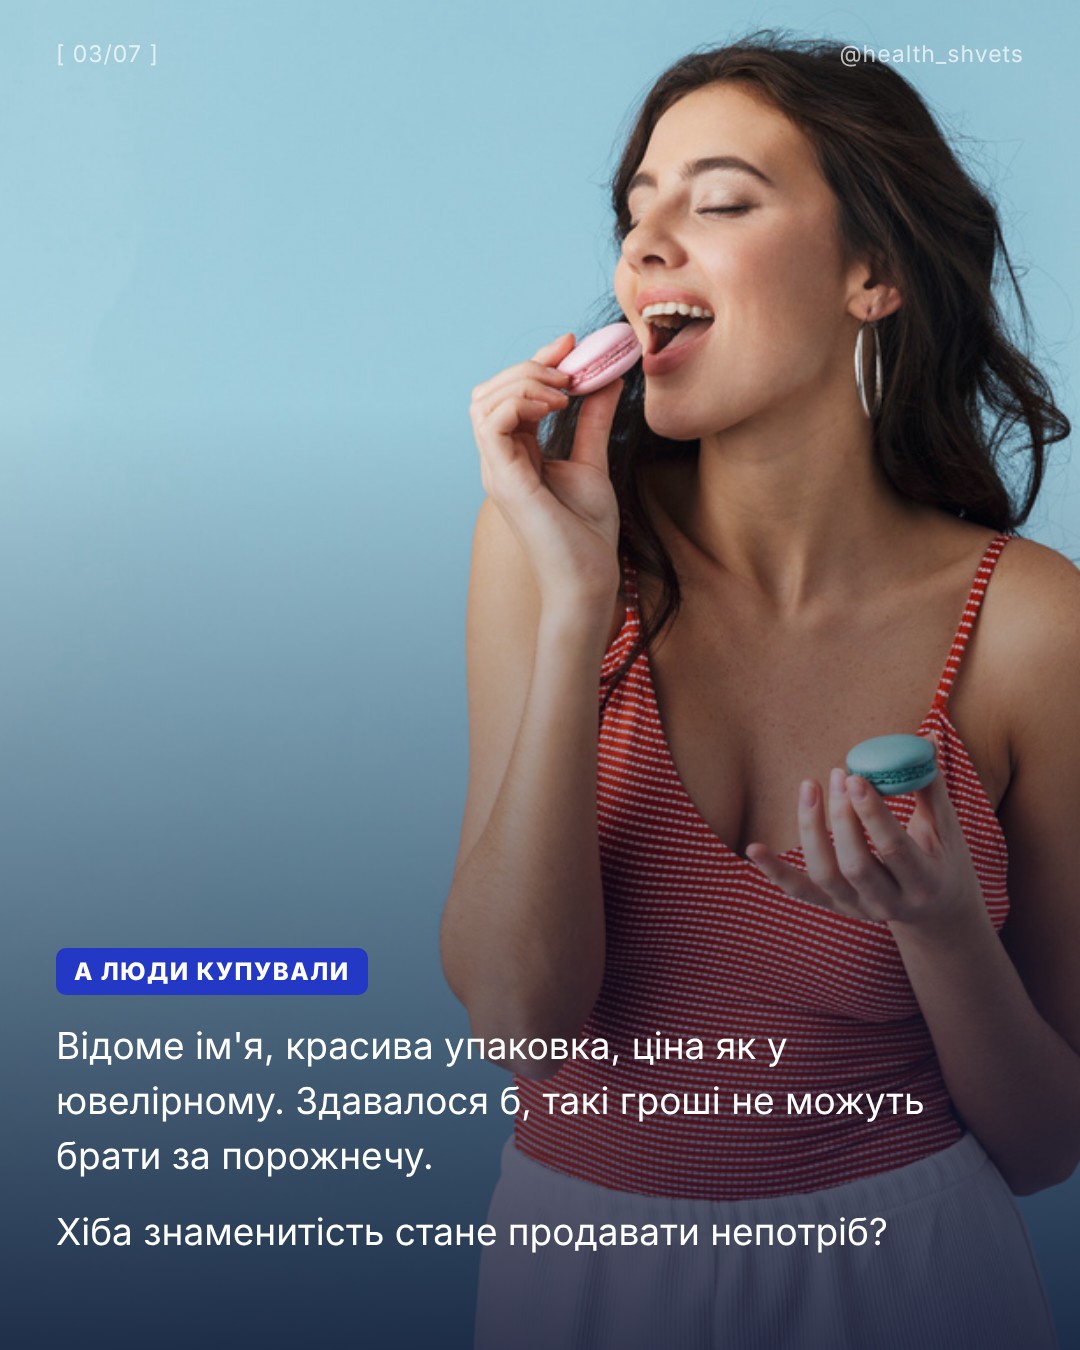 [ 03/07 ]
@health_shvets
А ЛЮДИ КУПУВАЛИ
Відоме ім'я, красива упаковка, ціна як у
ювелірному. Здавалося б, такі гроші не можуть
брати за порожнечу.
Хіба знаменитість стане продавати непотріб?